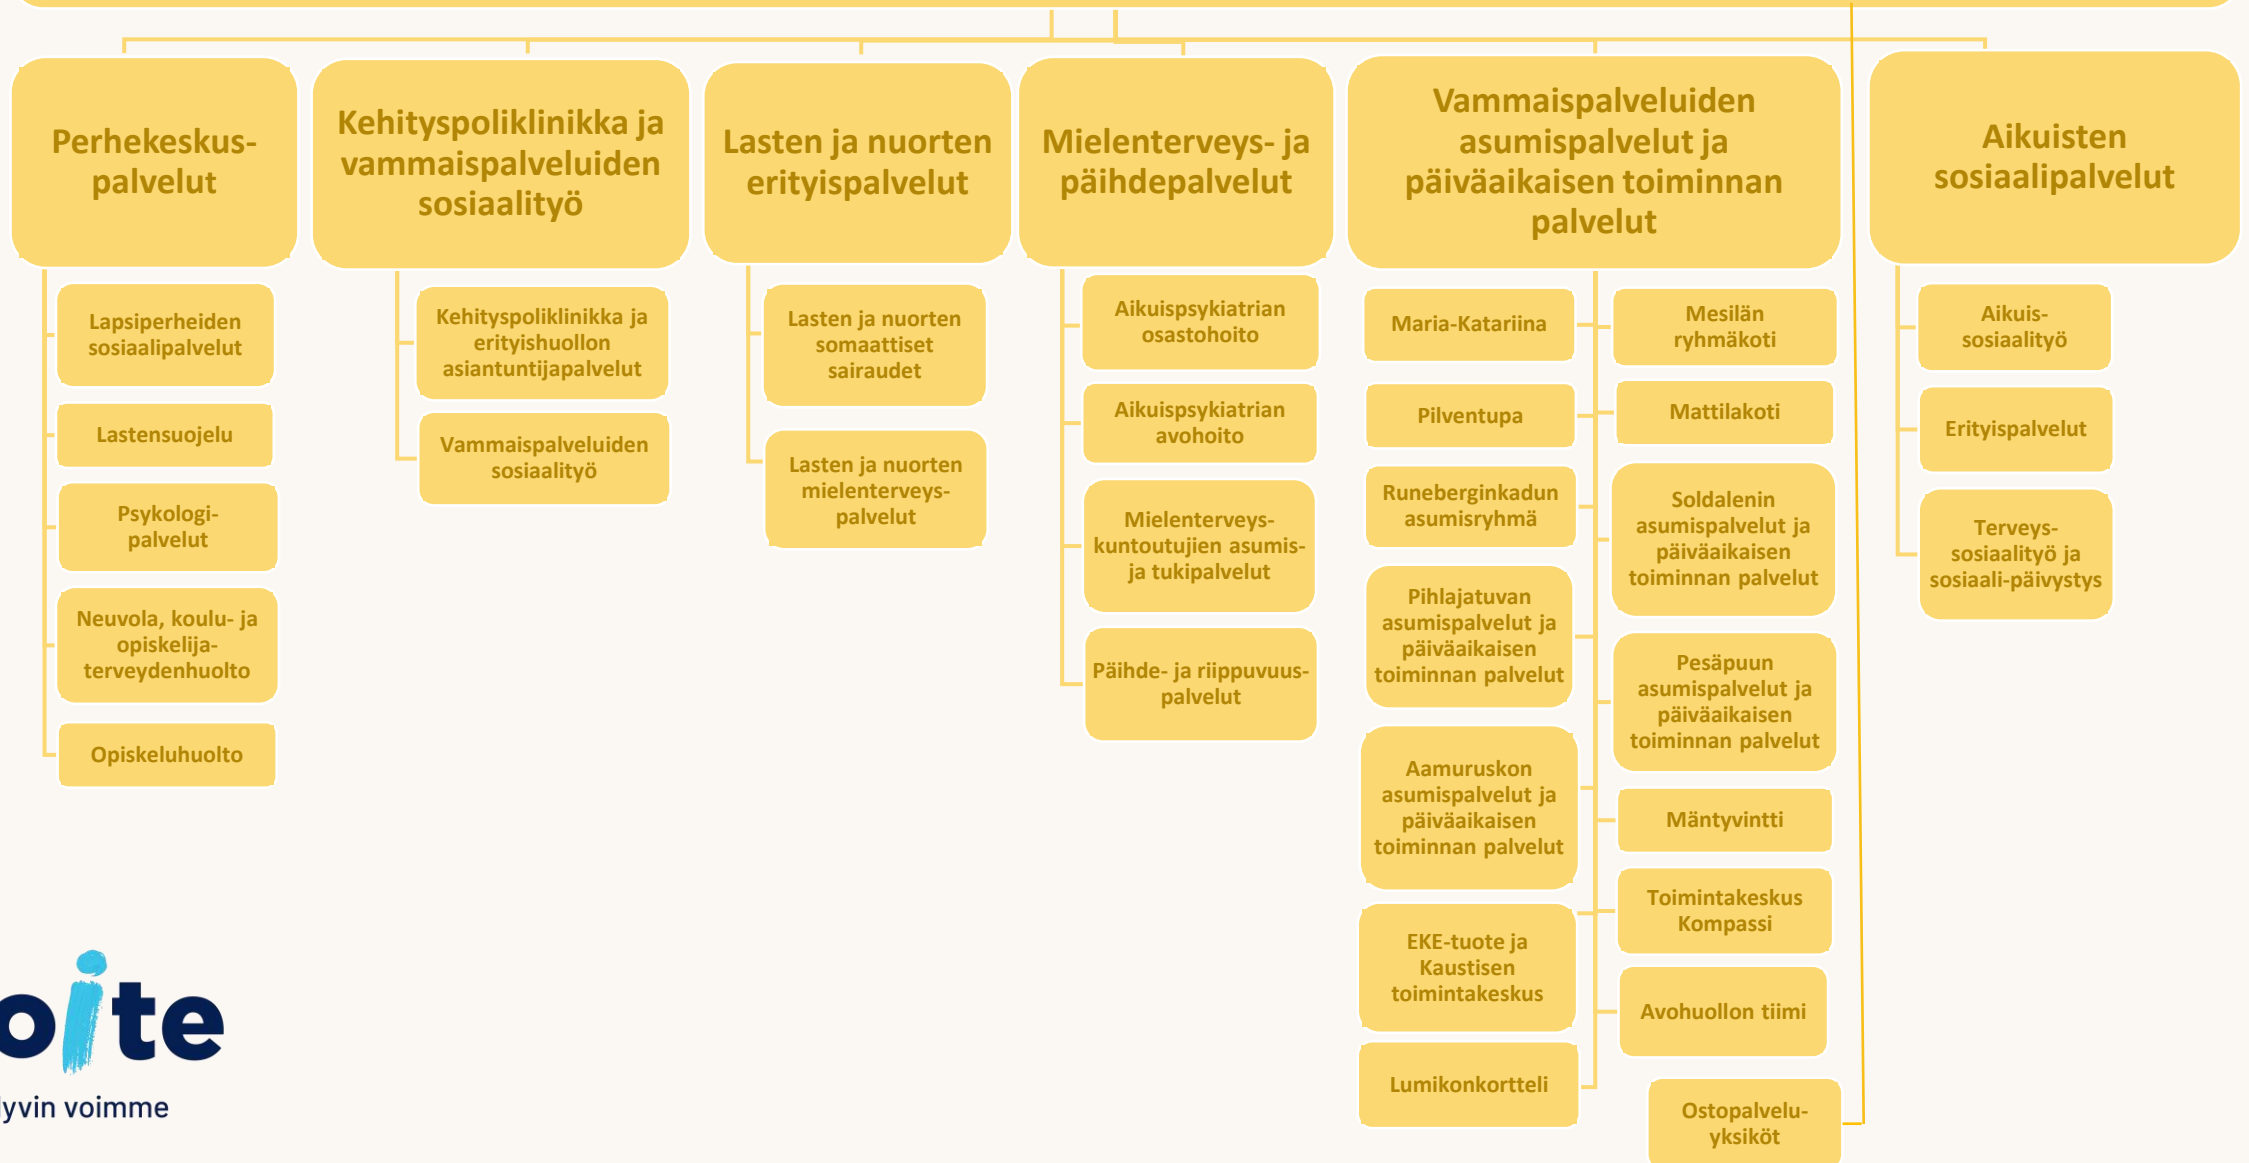 Perhekeskus-
palvelut
Lapsiperheiden
sosiaalipalvelut
Lastensuojelu
Psykologi-
palvelut
Neuvola, koulu- ja
opiskelija-
terveydenhuolto
Opiskeluhuolto
Kehityspoliklinikka ja
vammaispalveluiden
sosiaalityö
Kehityspoliklinikka ja
erityishuollon
asiantuntijapalvelut
Vammaispalveluiden
sosiaalityö
Lasten ja nuorten
erityispalvelut
Lasten ja nuorten
somaattiset
sairaudet
Lasten ja nuorten
mielenterveys-
palvelut
Mielenterveys- ja
päihdepalvelut
Aikuispsykiatrian
osastohoito
Aikuispsykiatrian
avohoito
Mielenterveys-
kuntoutujien asumis-
ja tukipalvelut
Päihde- ja riippuvuus-
palvelut
Vammaispalveluiden
asumispalvelut ja
päiväaikaisen toiminnan
palvelut
Maria-Katariina
Pilventupa
Runeberginkadun
asumisryhmä
Pihlajatuvan
asumispalvelut ja
päiväaikaisen
toiminnan palvelut
Aamuruskon
asumispalvelut ja
päiväaikaisen
toiminnan palvelut
EKE-tuote ja
Kaustisen
toimintakeskus
Lumikonkortteli
Mesilän
ryhmäkoti
Mattilakoti
Soldalenin
asumispalvelut ja
päiväaikaisen
toiminnan palvelut
Pesäpuun
asumispalvelut ja
päiväaikaisen
toiminnan palvelut
Mäntyvintti
Toimintakeskus
Kompassi
Avohuollon tiimi
Ostopalvelu-
yksiköt
Aikuisten
sosiaalipalvelut
Aikuis-
sosiaalityö
Erityispalvelut
Terveys-
sosiaalityö ja
sosiaali-päivystys
oite
yvin voimme